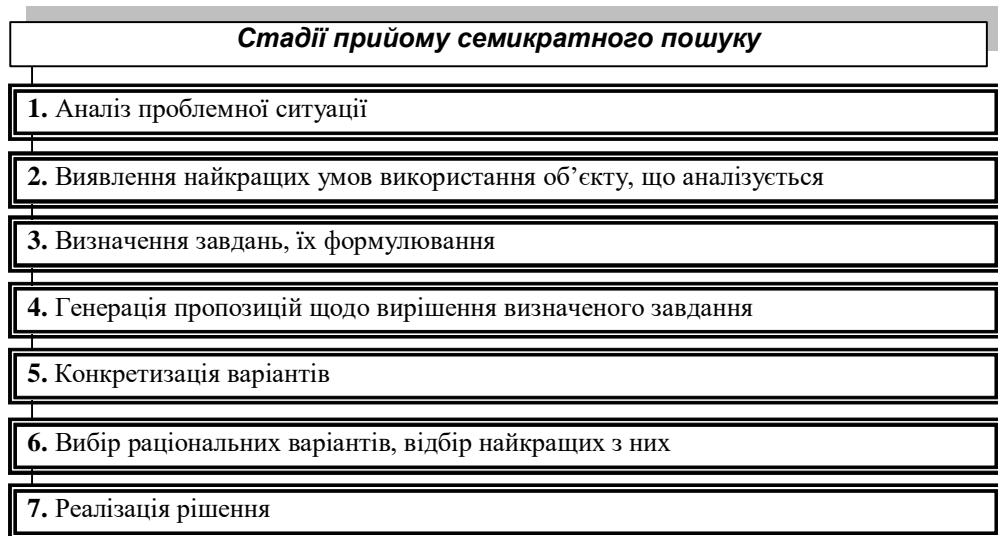 Стадії прийому семикратного пошуку
1. Аналіз проблемної ситуації
2. Виявлення найкращих умов використання об’єкту, що аналізується
3. Визначення завдань, їх формулювання
4. Генерація пропозицій щодо вирішення визначеного завдання
5. Конкретизація варіантів
6. Вибір раціональних варіантів, відбір найкращих з них
7. Реалізація рішення